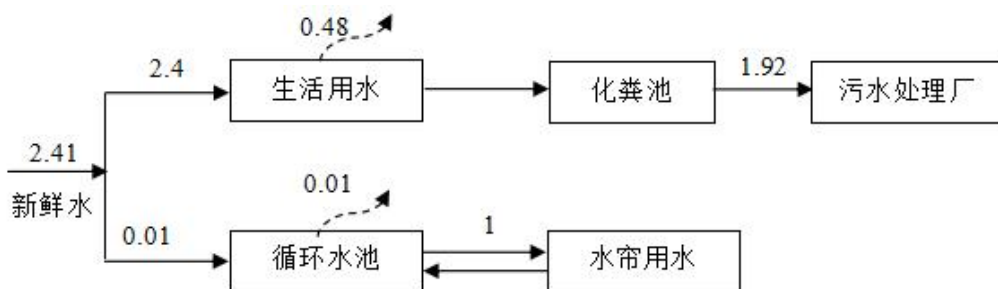 0.48
2.4
生活用水
化粪池
1.92
污水处理厂
2.41
新鲜水
0.01
0.01
循环水池
1
水帘用水